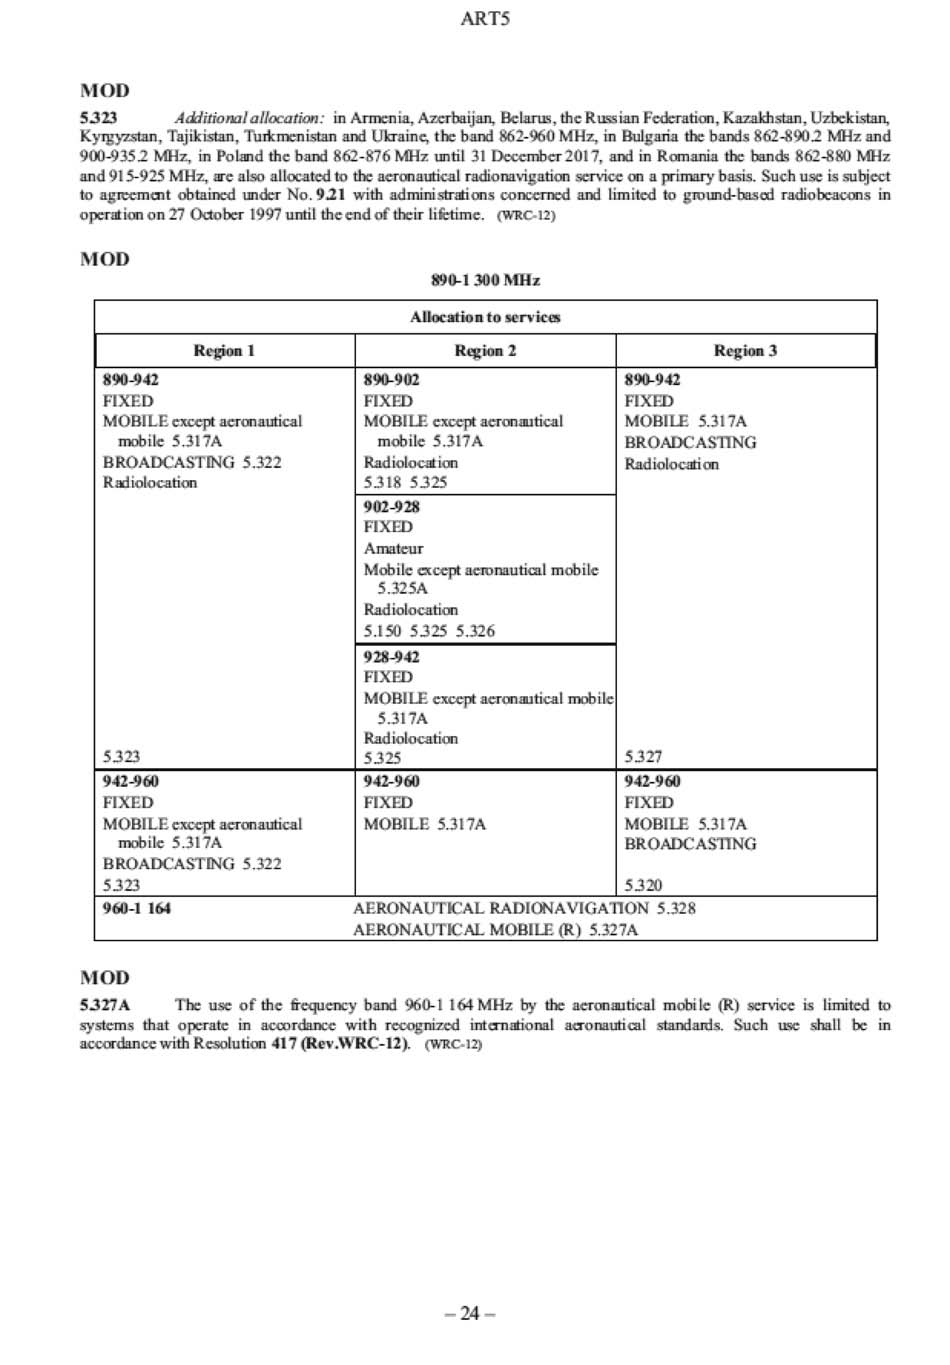 ART5
MOD
5.323 Additional allocation: in Armenia, Azerbaijan, Belarus, the Russian Federation, Kazakhstan, Uzbekistan,
Kyrgyzstan, Tajikistan, Turkmenistan and Ukraine, the band 862-960 MHz, in Bulgaria the bands 862-890.2 MHz and
900-935.2 MHz, in Poland the band 862-876 MHz until 31 December 2017, and in Romania the bands 862-880 MHz
and 915-925 MHz, are also allocated to the aeronautical radionavigation service on a primary basis. Such use is subject
to agreement obtained under No. 9.21 with administrations concerned and limited to ground-based radiobeacons in
operation on 27 October 1997 until the end of their lifetime. (WRC-12)
MOD
890-1 300 MHz
Allocation to services
Region 1 Region 2 Region 3
890-942
FIXED
MOBILE except aeronautical
mobile 5.317A
BROADCASTING 5.322
Radiolocation
5.323
890-902
FIXED
MOBILE except aeronautical
mobile 5.317A
Radiolocation
5.318 5.325
902-928
FIXED
Amateur
Mobile except aeronautical mobile
5.325A
Radiolocation
5.150 5.325 5.326
928-942
FIXED
MOBILE except aeronautical mobile
5.317A
Radiolocation
5.325
890-942
FIXED
MOBILE 5.317A
BROADCASTING
Radiolocation
5.327
942-960
FIXED
MOBILE except aeronautical
mobile 5.317A
BROADCASTING 5.322
5.323
942-960
FIXED
MOBILE 5.317A
942-960
FIXED
MOBILE 5.317A
BROADCASTING
5.320
960-1 164 AERONAUTICAL RADIONAVIGATION 5.328
AERONAUTICAL MOBILE (R) 5.327A
MOD
5.327A The use of the frequency band 960-1 164 MHz by the aeronautical mobile (R) service is limited to
systems that operate in accordance with recognized international aeronautical standards. Such use shall be in
accordance with Resolution 417 (Rev.WRC-12). (WRC-12)
– 24 –